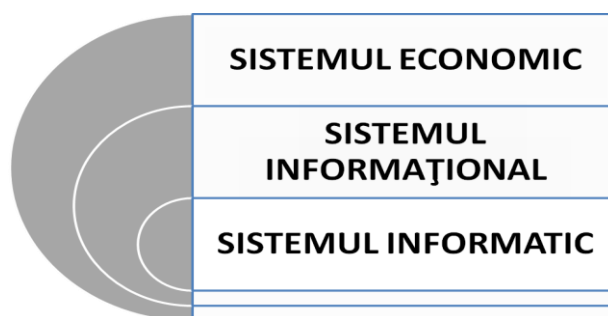 SISTEMUL ECONOMIC
SISTEMUL
INFORMAŢIONAL
SISTEMUL INFORMATIC